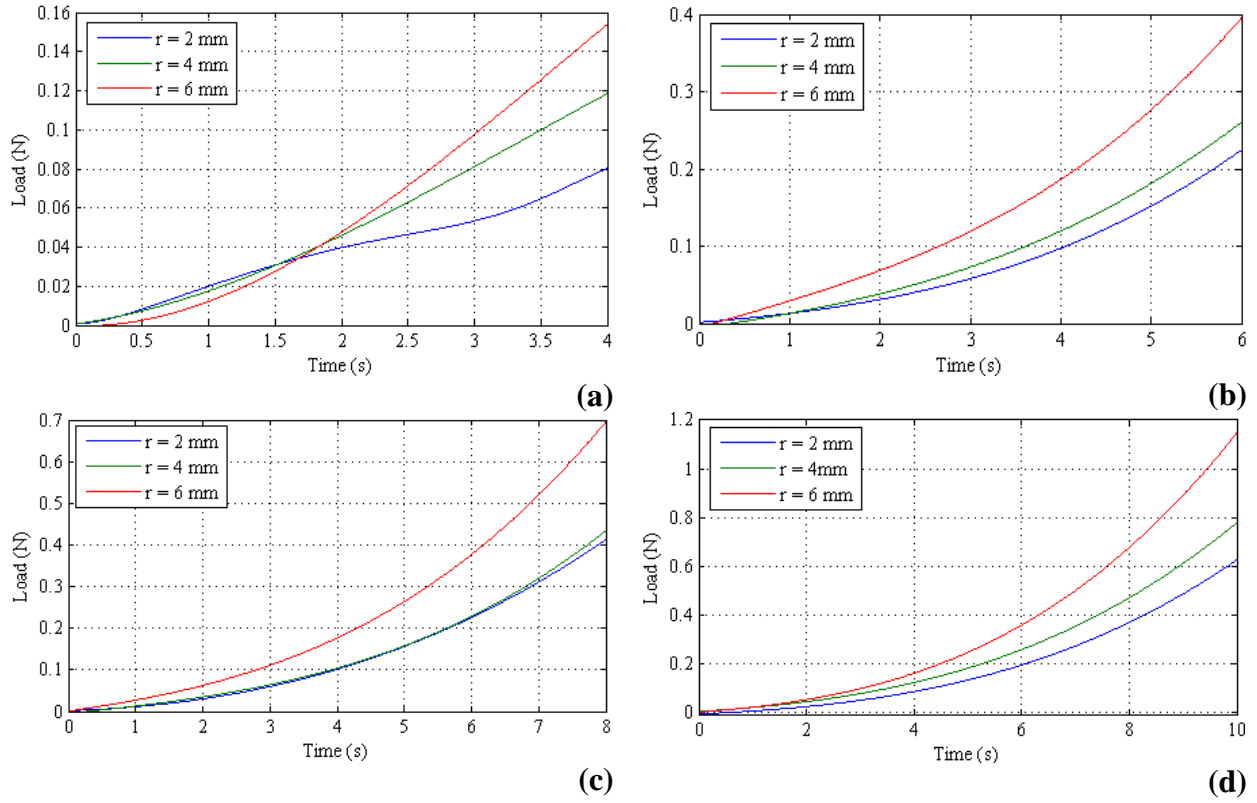 0.16
0.14
0.12
0.1
0.08
0.06
0.04
0.02
0
Load (N)
r = 2 mm
r = 4 mm
r = 6 mm
0 0.5 1 1.5 2 2.5 3 3.5 4
Time (s)
(a)
0.4
0.3
0.2
0.1
0
Load (N)
r = 2 mm
r = 4 mm
r = 6 mm
0 1 2 3 4 5 6
Time (s)
(b)
0.7
0.6
0.5
0.4
0.3
0.2
0.1
0
Load (N)
r = 2 mm
r = 4 mm
r = 6 mm
0 1 2 3 4 5 6 7 8
Time (s)
(c)
1.2
1
0.8
0.6
0.4
0.2
0
Load (N)
r = 2 mm
r = 4mm
r = 6 mm
0 2 4 6 8 10
Time (s)
(d)